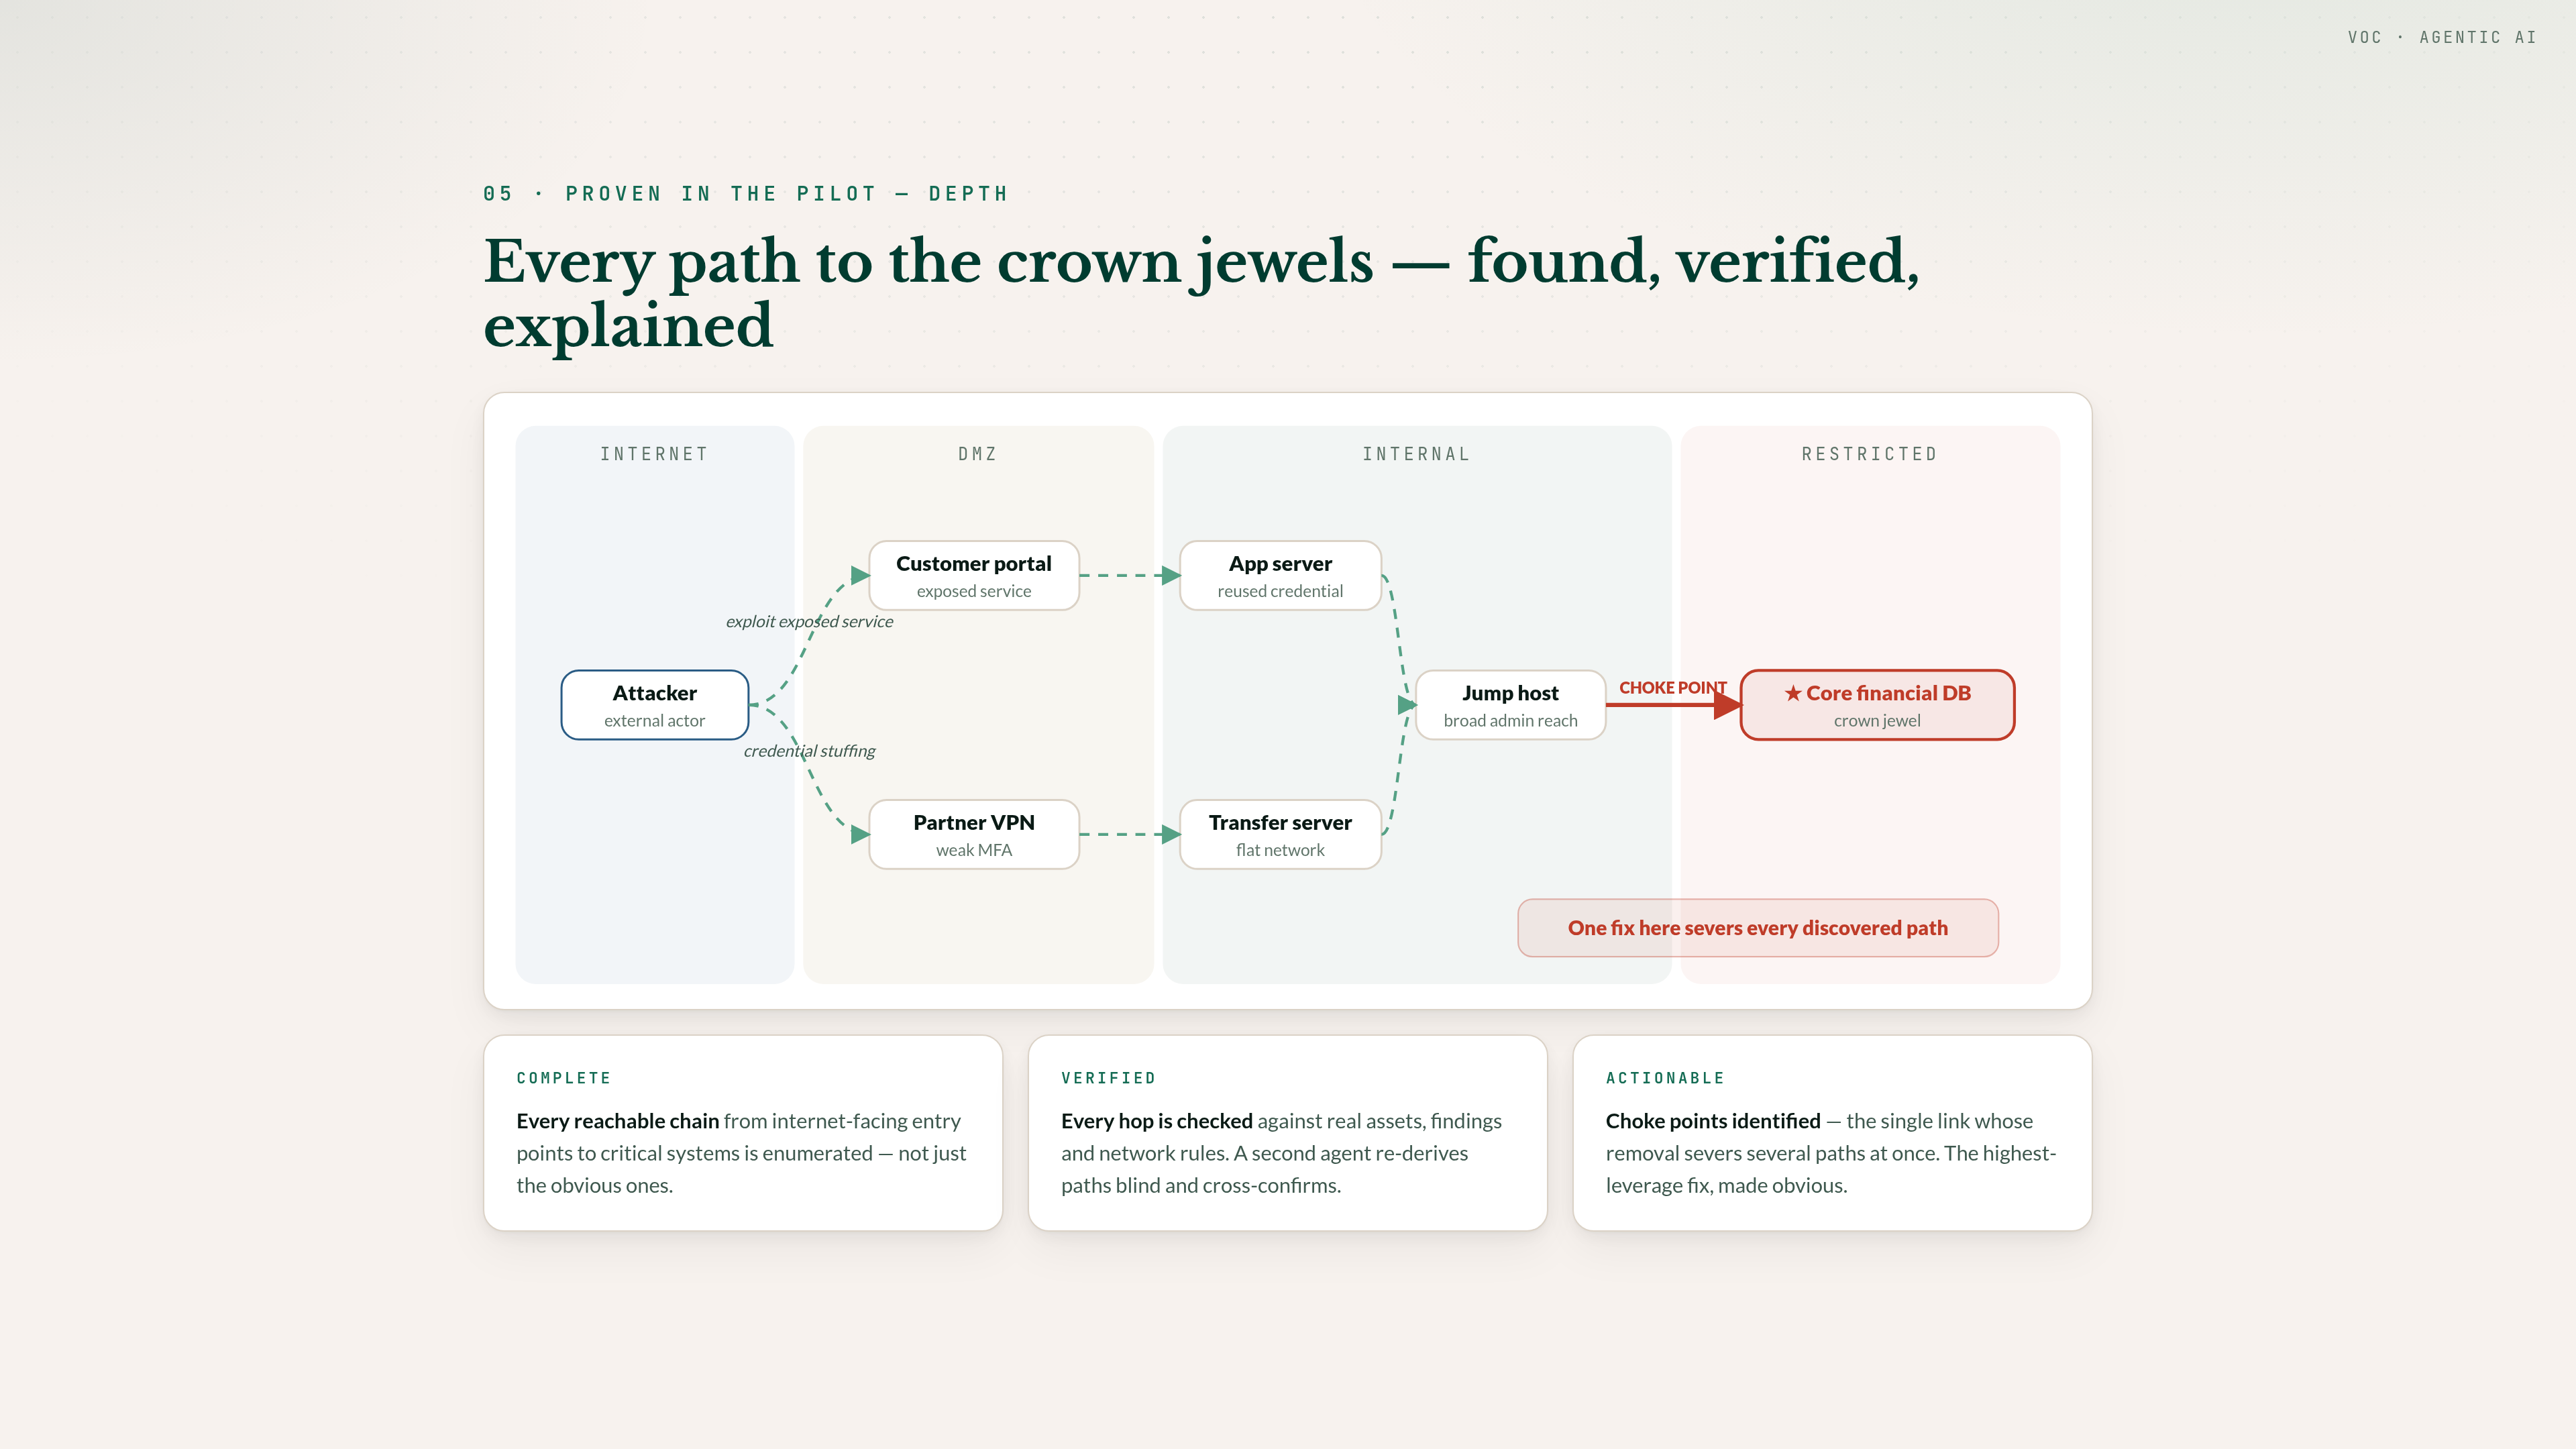 VOC · AGENTIC AI
05 · PROVEN IN THE PILOT — DEPTH
Every path to the crown jewels — found, verified,
explained
INTERNET
DMZ
INTERNAL
RESTRICTED
Customer portal
exposed service
App server
reused credential
exploit exposed service
Attacker
external actor
Jump host
broad admin reach
CHOKE POINT
★ Core financial DB
crown jewel
credential stuffing
Partner VPN
weak MFA
Transfer server
flat network
One fix here severs every discovered path
COMPLETE
Every reachable chain from internet-facing entry
points to critical systems is enumerated — not just
the obvious ones.
VERIFIED
Every hop is checked against real assets, findings
and network rules. A second agent re-derives
paths blind and cross-confirms.
ACTIONABLE
Choke points identified — the single link whose
removal severs several paths at once. The highest-
leverage fix, made obvious.